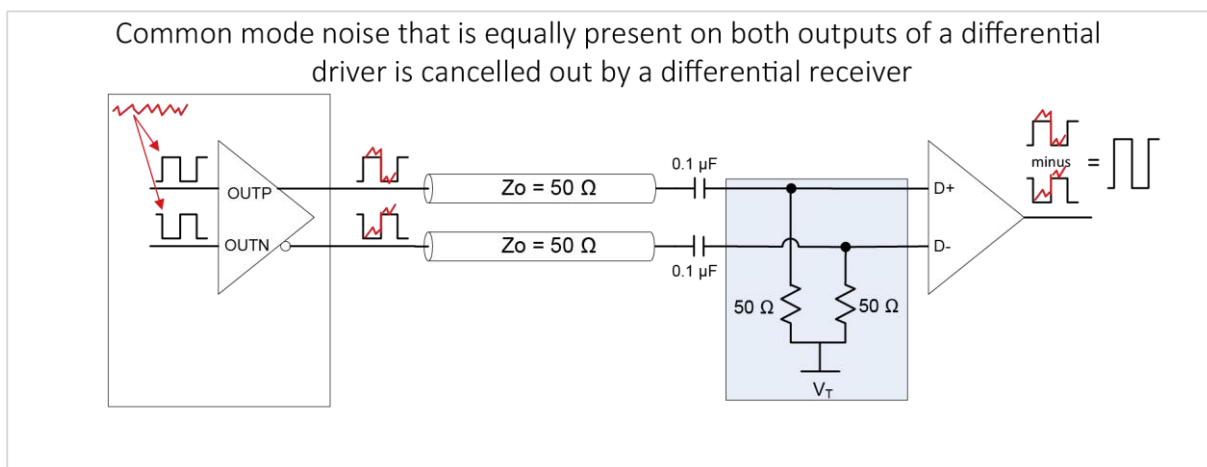 Common mode noise that is equally present on both outputs of a differential
driver is cancelled out by a differential receiver
OUTP
OUTN
Zo = 50 Ω
Zo = 50 Ω
0.1 µF
0.1 µF
50 Ω
50 Ω
V_T
D+
D-
minus
=